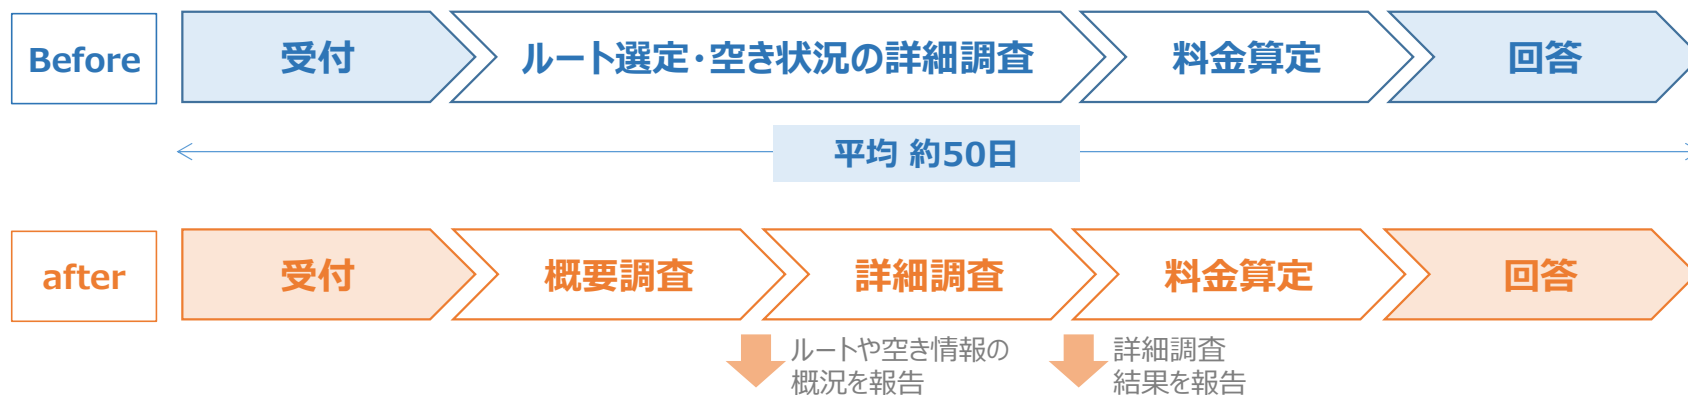 Before
受付
ルート選定・空き状況の詳細調査
料金算定
回答
平均 約50日
after
受付
概要調査
詳細調査
料金算定
回答
ルートや空き情報の
概況を報告
詳細調査
結果を報告